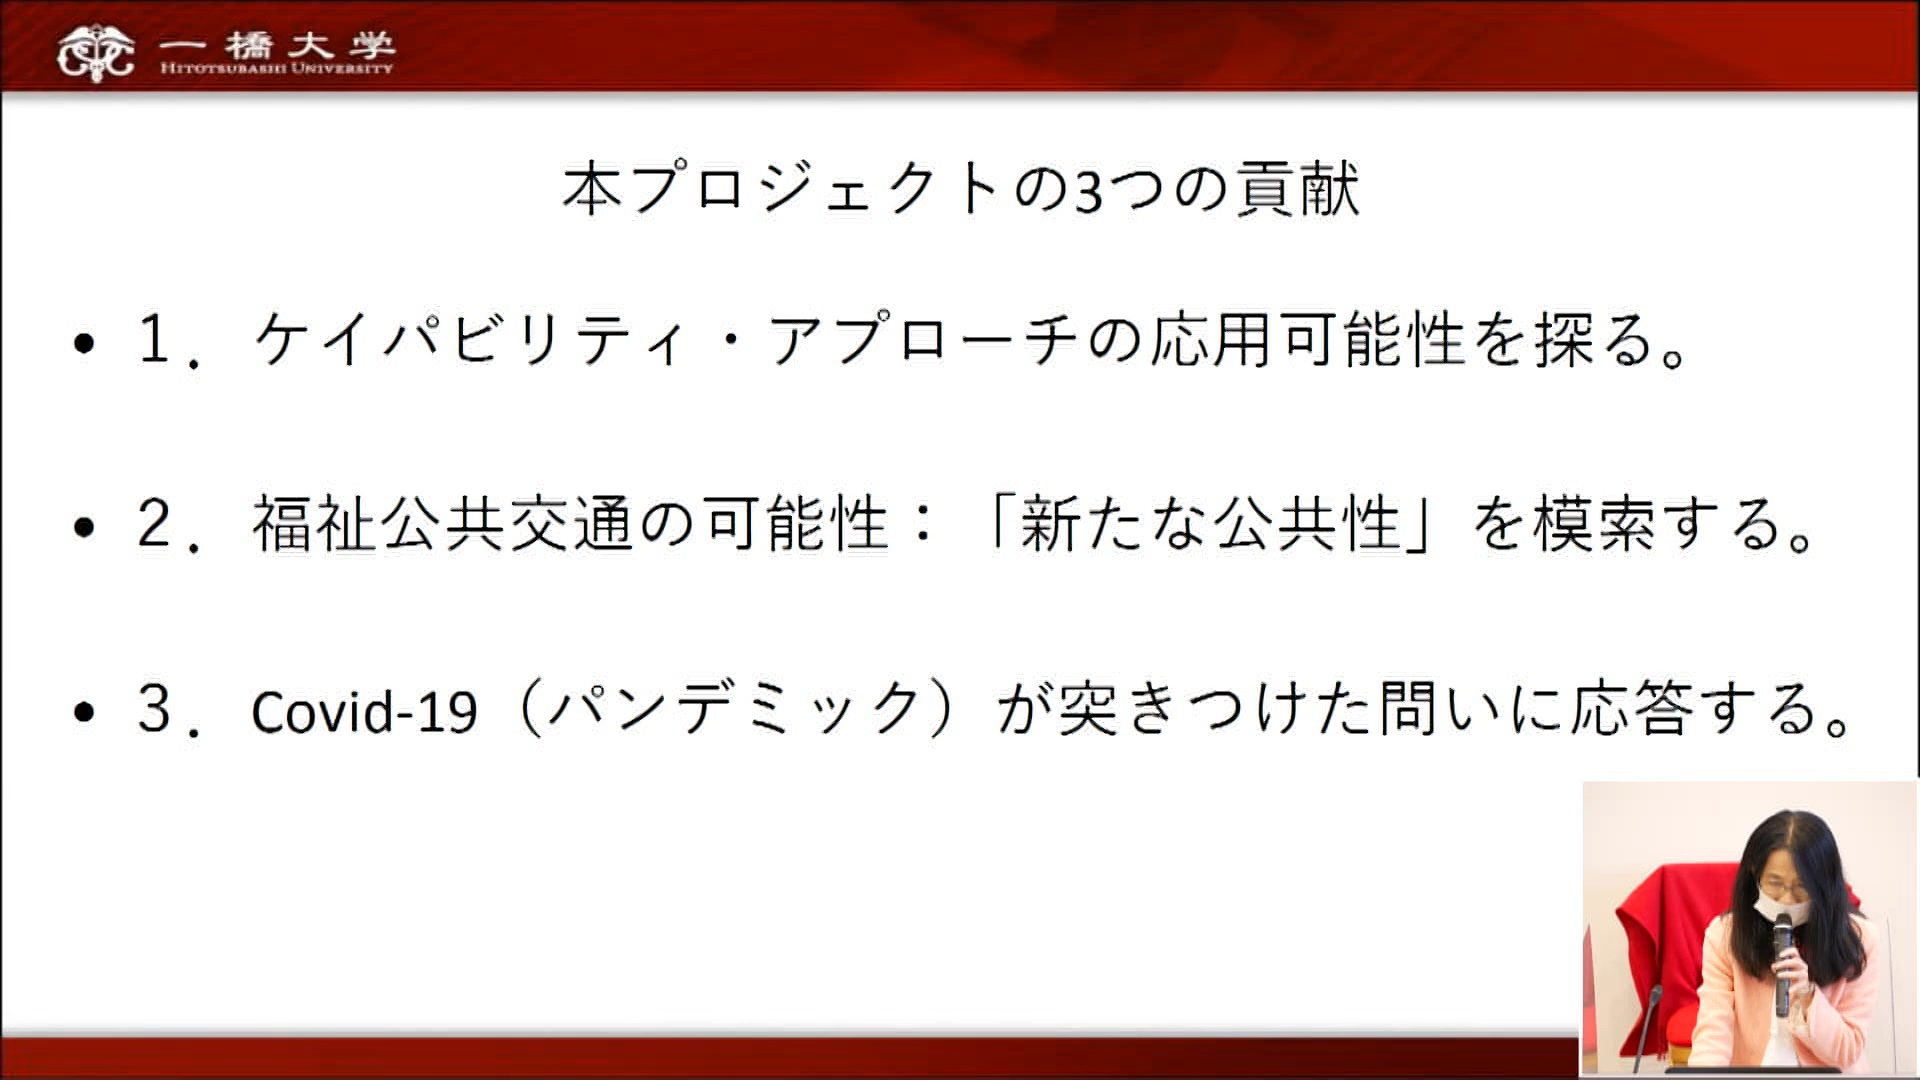 一橋大学
HITOTSUBASHI UNIVERSITY
本プロジェクトの3つの貢献
• 1． ケイパビリティ・アプローチの応用可能性を探る。
• 2． 福祉公共交通の可能性：「新たな公共性」を模索する。
• 3． Covid-19（パンデミック）が突きつけた問いに応答する。